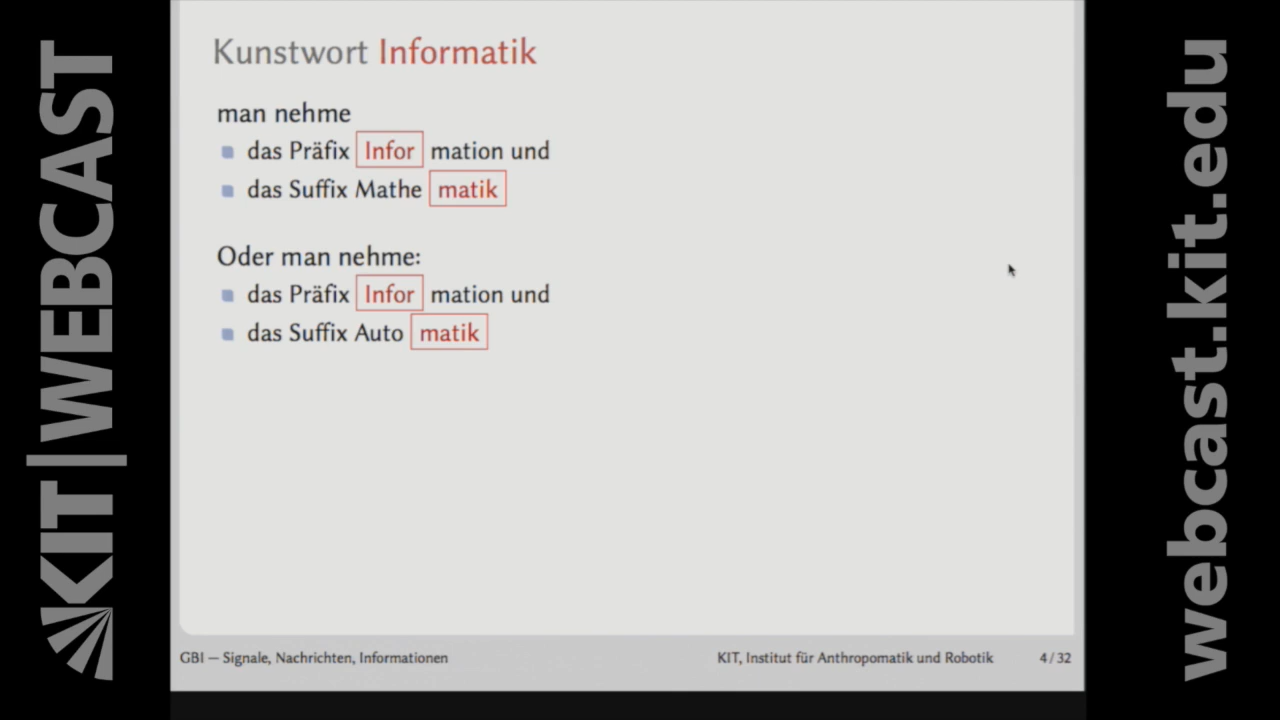 KIT|WEBCAST
Kunstwort Informatik
man nehme
das Präfix Infor mation und
das Suffix Mathe matik
Oder man nehme:
das Präfix Infor mation und
das Suffix Auto matik
GBI — Signale, Nachrichten, Informationen
KIT, Institut für Anthropomatik und Robotik
4/32
webcast.kit.edu